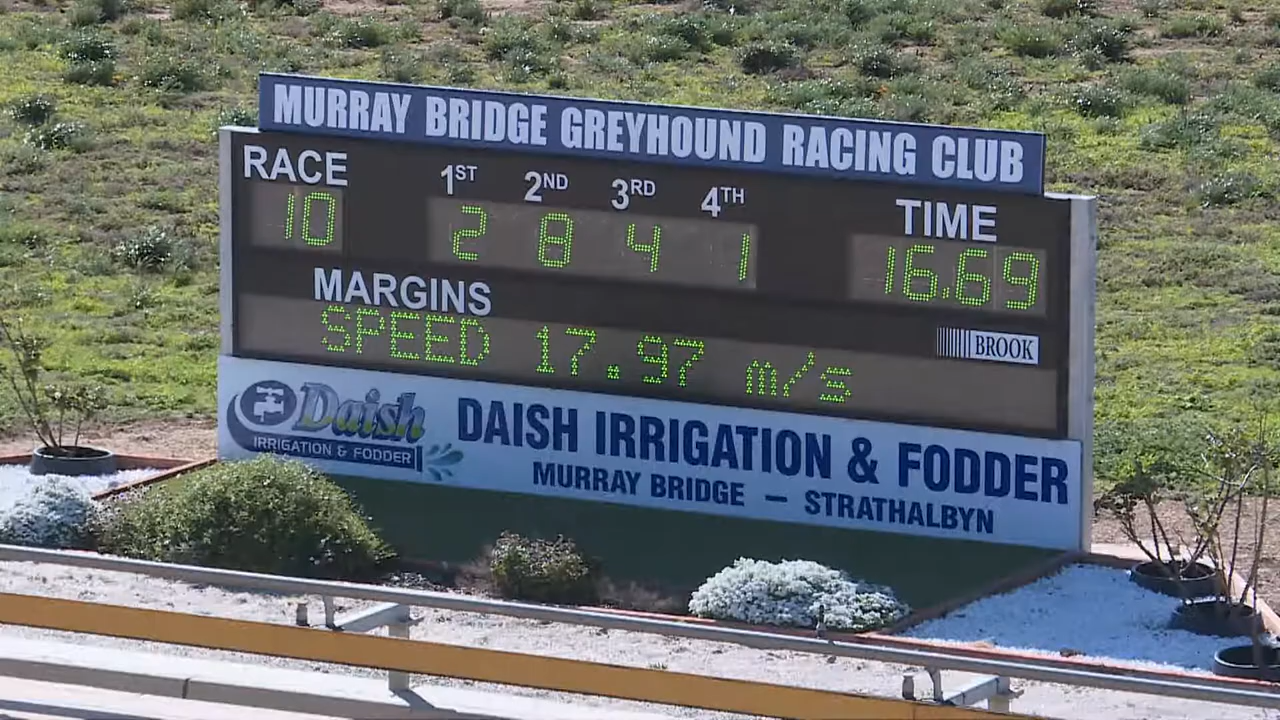 MURRAY BRIDGE GREYHOUND RACING CLUB
RACE 1ST 2ND 3RD 4TH TIME
10 2 8 4 1 16.69
MARGINS
SPEED 17.97 m/s
BROOK
Daish
IRRIGATION & FODDER
DAISH IRRIGATION & FODDER
MURRAY BRIDGE – STRATHALBYN